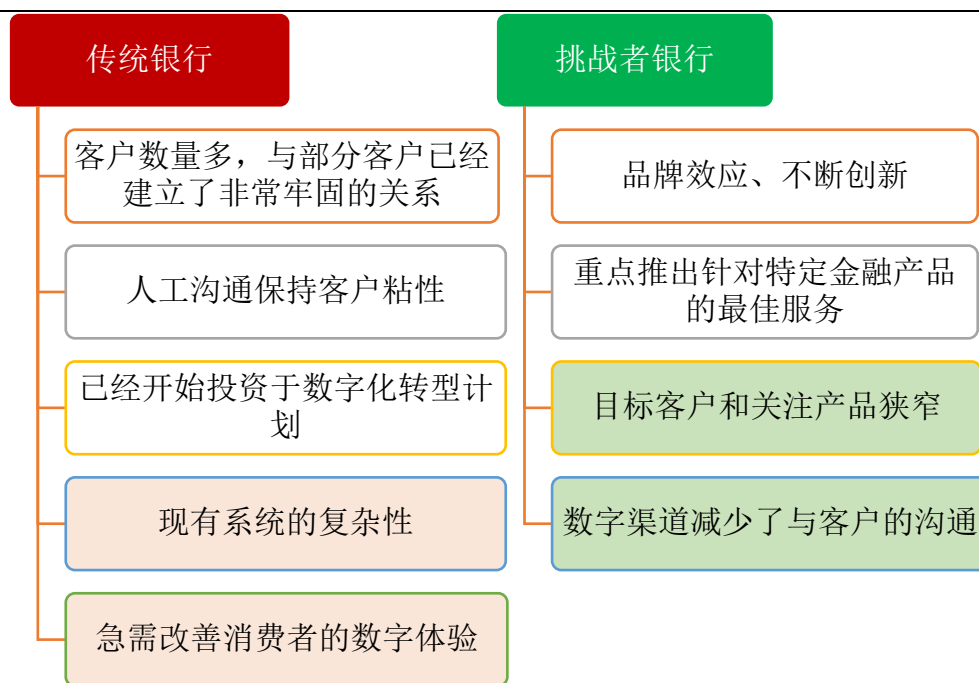 传统银行
客户数量多，与部分客户已经
建立了非常牢固的关系
人工沟通保持客户粘性
已经开始投资于数字化转型计
划
现有系统的复杂性
急需改善消费者的数字体验
挑战者银行
品牌效应、不断创新
重点推出针对特定金融产品
的最佳服务
目标客户和关注产品狭窄
数字渠道减少了与客户的沟通